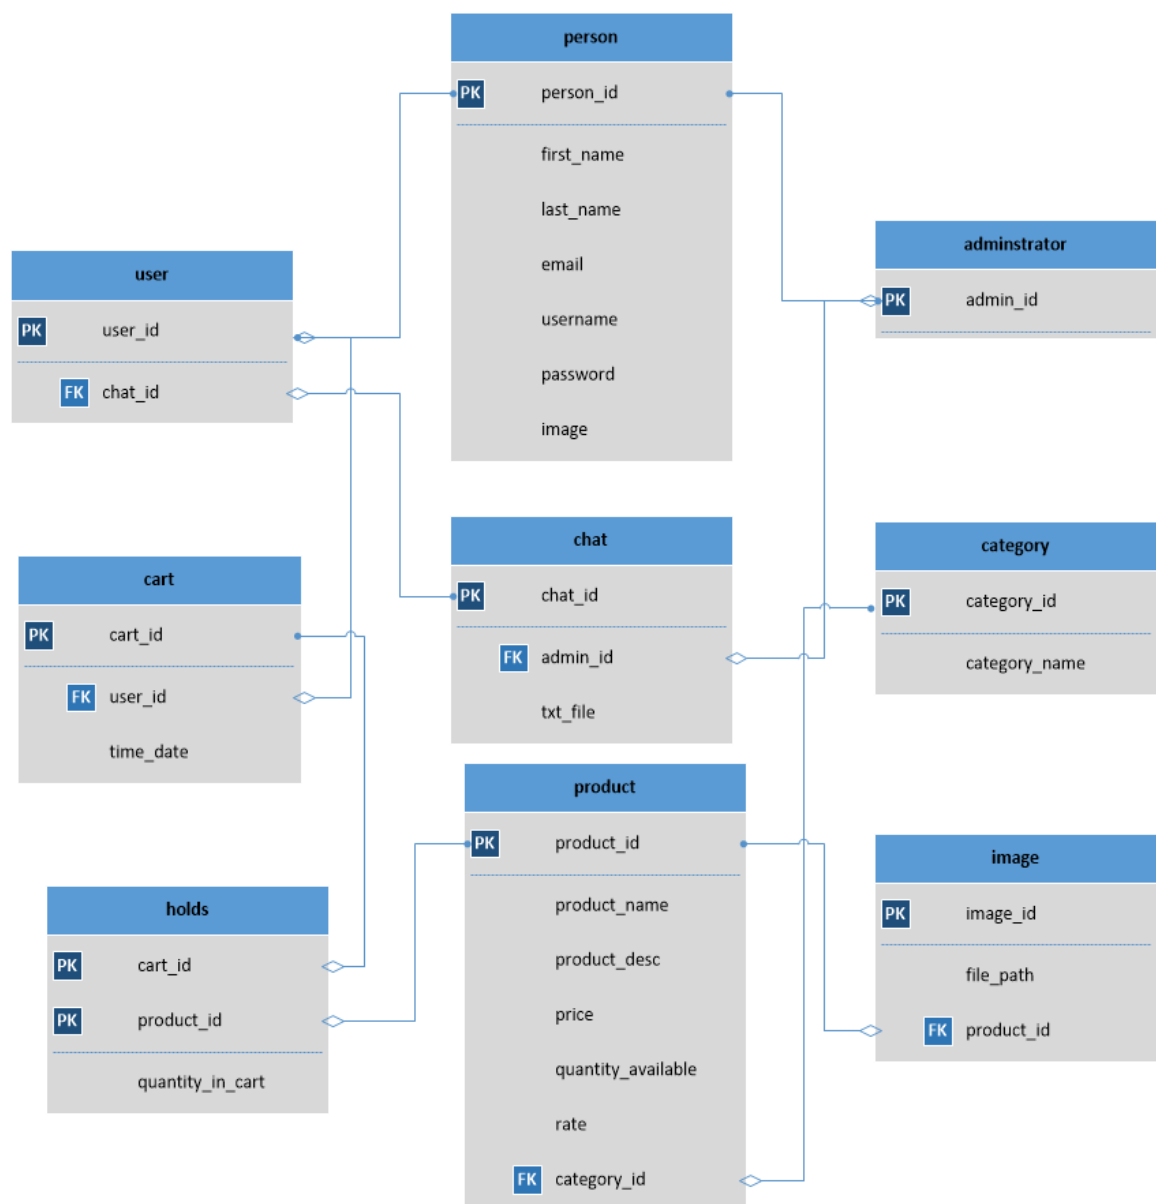 person
PK person_id
first_name
last_name
email
username
password
image
user
PK user_id
FK chat_id
adminstrator
PK admin_id
chat
PK chat_id
FK admin_id
txt_file
category
PK category_id
category_name
cart
PK cart_id
FK user_id
time_date
product
PK product_id
product_name
product_desc
price
quantity_available
rate
FK category_id
image
PK image_id
file_path
FK product_id
holds
PK cart_id
PK product_id
quantity_in_cart